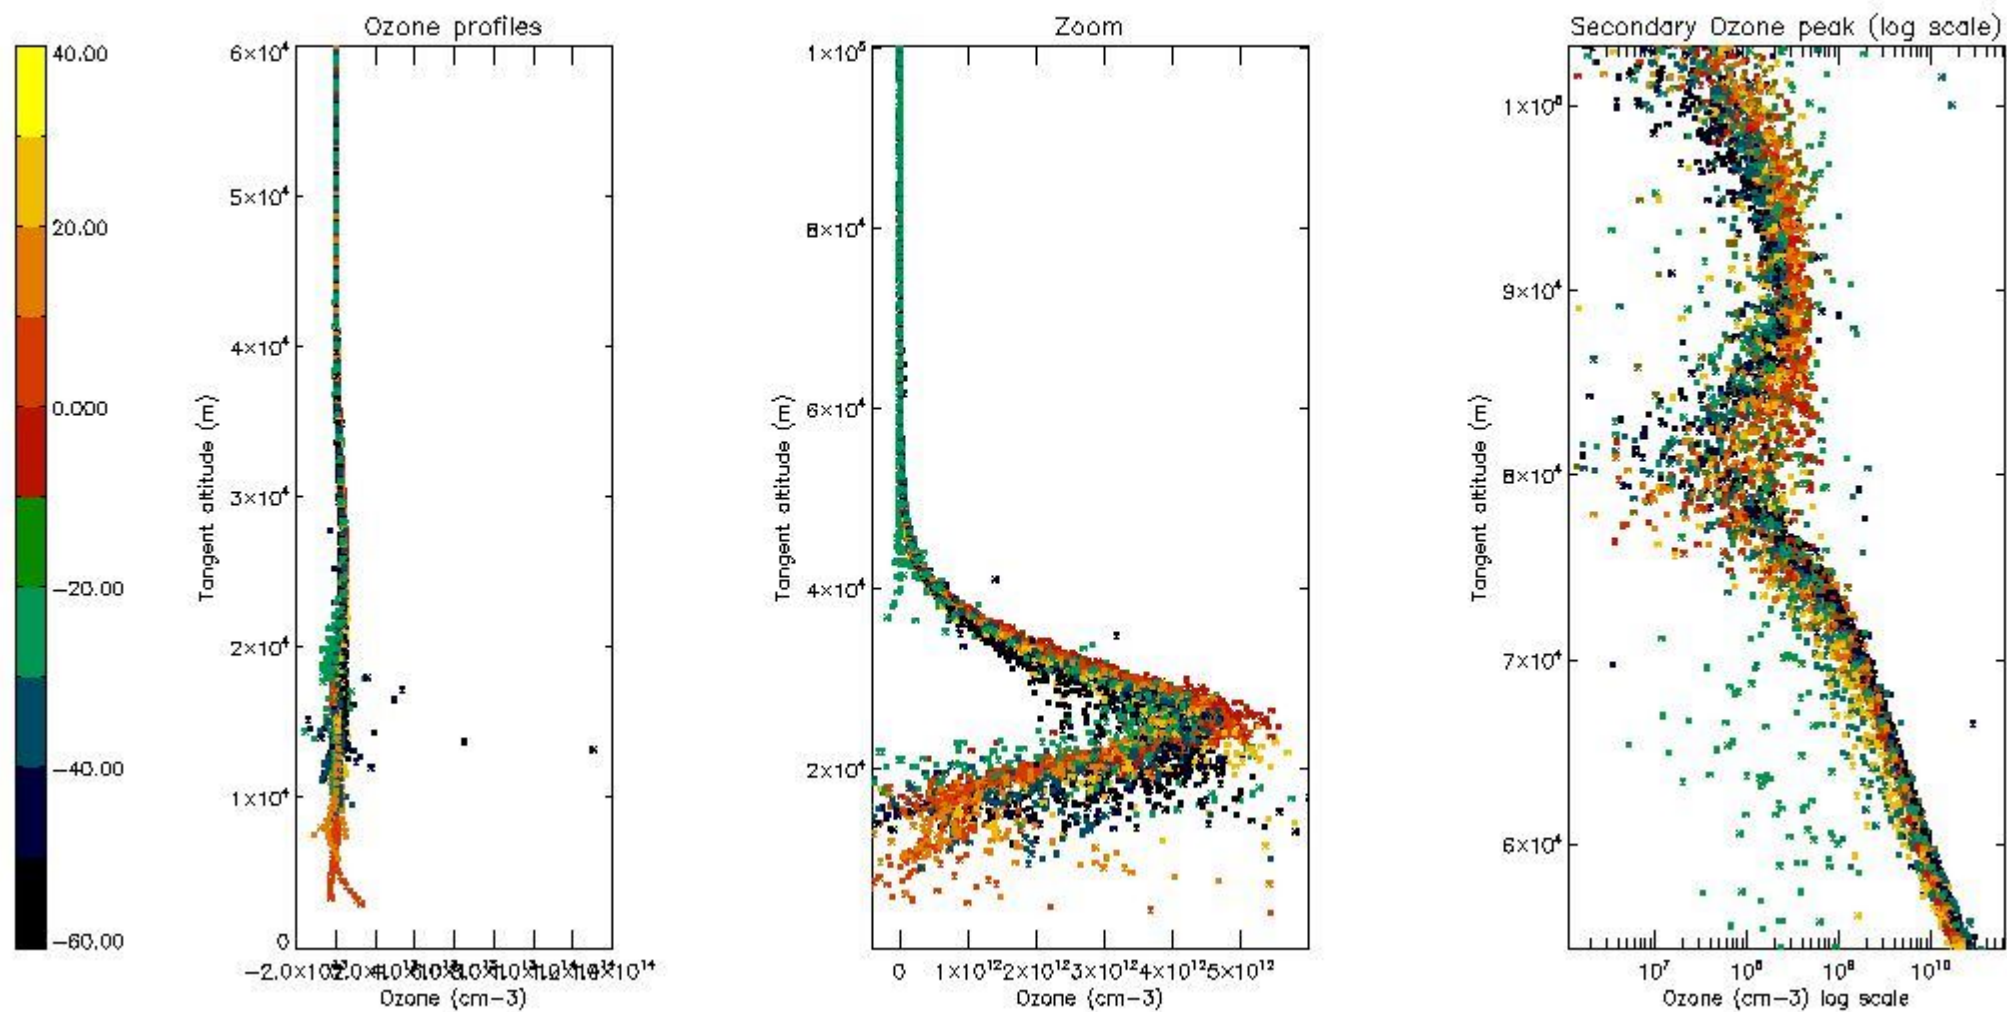 Ozone profiles
Zoom
Secondary Ozone peak (log scale)
40.00
20.00
0.000
−20.00
−40.00
−60.00
6×10⁴
5×10⁴
4×10⁴
3×10⁴
2×10⁴
1×10⁴
0
Tangent altitude (m)
−2.0×10¹³
Ozone (cm−3)
1×10⁵
8×10⁴
6×10⁴
4×10⁴
2×10⁴
Tangent altitude (m)
0 1×10¹² 2×10¹² 3×10¹² 4×10¹² 5×10¹²
Ozone (cm−3)
1×10⁵
9×10⁴
8×10⁴
7×10⁴
6×10⁴
Tangent altitude (m)
10⁷ 10⁸ 10⁹ 10¹⁰
Ozone (cm−3) log scale